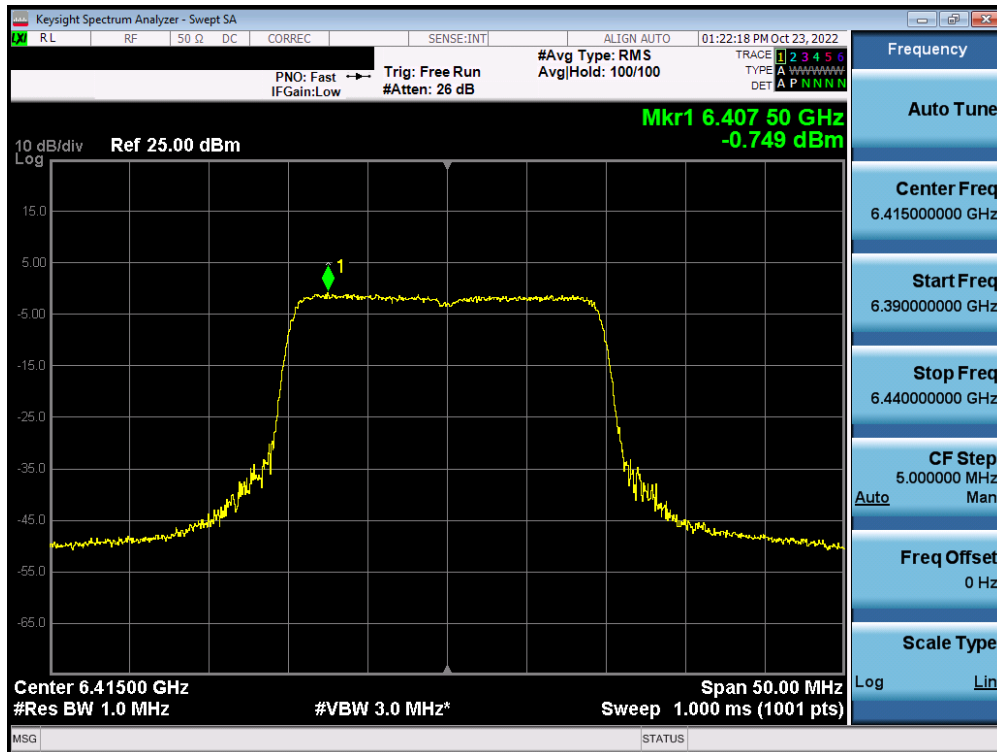 Keysight Spectrum Analyzer - Swept SA
LXI RL RF 50 Ω DC CORREC SENSE:INT ALIGN AUTO 01:22:18 PM Oct 23, 2022
PNO: Fast
IFGain:Low
Trig: Free Run
#Atten: 26 dB
#Avg Type: RMS
Avg|Hold: 100/100
TRACE 1 2 3 4 5 6
TYPE A WWWWW
DET A P N N N N
Mkr1 6.407 50 GHz
-0.749 dBm
10 dB/div
Log
Ref 25.00 dBm
15.0
5.00
-5.00
-15.0
-25.0
-35.0
-45.0
-55.0
-65.0
1
Center 6.41500 GHz
Span 50.00 MHz
#Res BW 1.0 MHz
#VBW 3.0 MHz*
Sweep 1.000 ms (1001 pts)
MSG
STATUS
Frequency
Auto Tune
Center Freq
6.415000000 GHz
Start Freq
6.390000000 GHz
Stop Freq
6.440000000 GHz
CF Step
5.000000 MHz
Auto Man
Freq Offset
0 Hz
Scale Type
Log Lin